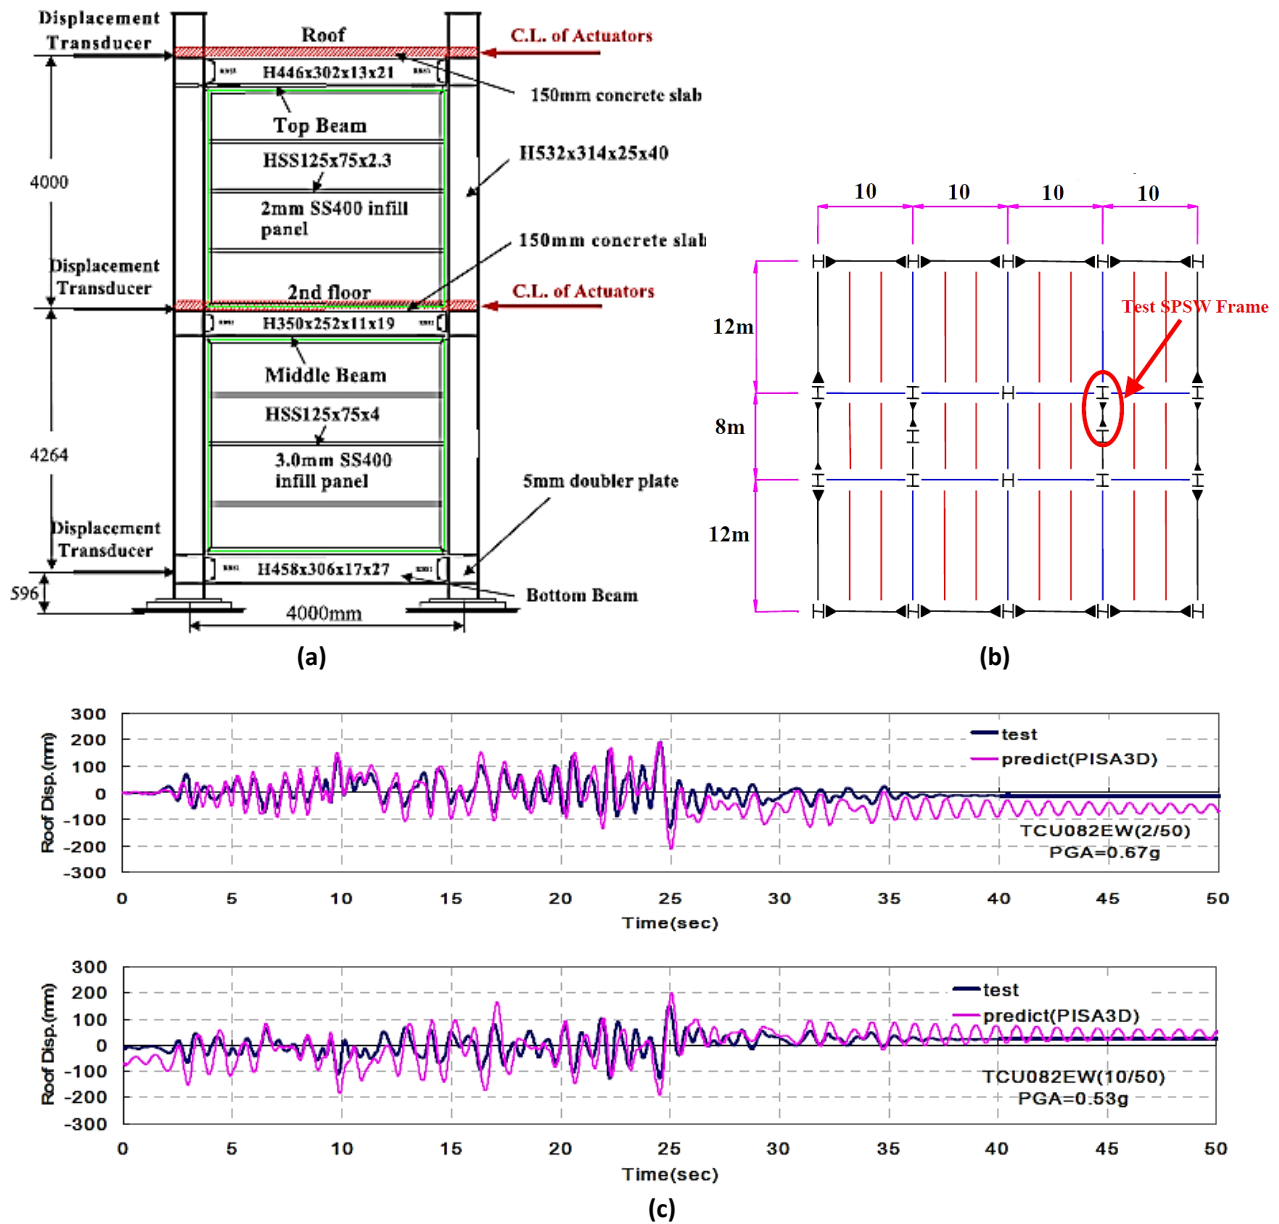 Displacement
Transducer
Roof
C.L. of Actuators
H446x302x13x21
150mm concrete slab
Top Beam
HSS125x75x2.3
H532x314x25x40
4000
2mm SS400 infill
panel
150mm concrete slab
Displacement
Transducer
2nd floor
C.L. of Actuators
H350x252x11x19
Middle Beam
HSS125x75x4
4264
3.0mm SS400
infill panel
5mm doubler plate
Displacement
Transducer
H458x306x17x27
596
Bottom Beam
4000mm
(a)
10 10 10 10
12m
Test SPSW Frame
8m
12m
(b)
300
200
100
0
-100
-200
-300
Roof Disp.(mm)
test
predict(PISA3D)
TCU082EW(2/50)
PGA=0.67g
0 5 10 15 20 25 30 35 40 45 50
Time(sec)
300
200
100
0
-100
-200
-300
Roof Disp.(mm)
test
predict(PISA3D)
TCU082EW(10/50)
PGA=0.53g
0 5 10 15 20 25 30 35 40 45 50
Time(sec)
(c)